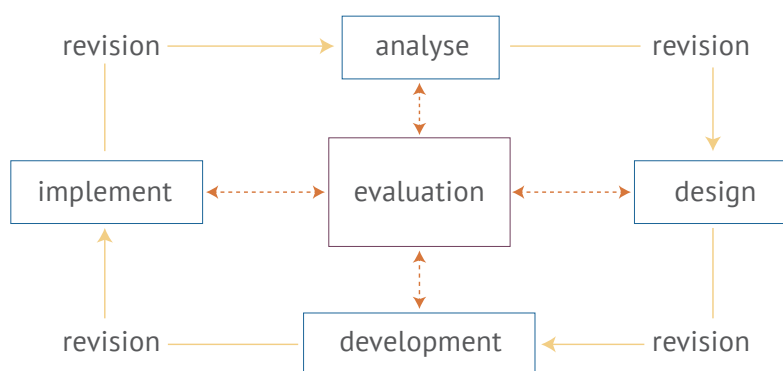 revision
analyse
revision
implement
evaluation
design
revision
development
revision